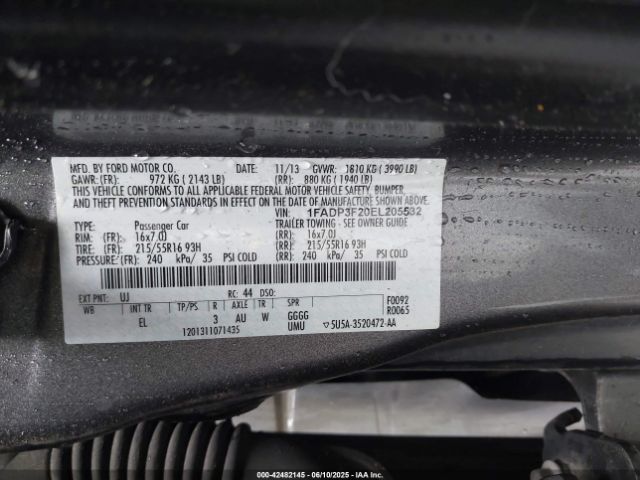 MFD. BY FORD MOTOR CO. DATE: 11/13 GVWR: 1810 KG ( 3990 LB)
GAWR: (FR): 972 KG ( 2143 LB) (RR): 880 KG ( 1940 LB)
THIS VEHICLE CONFORMS TO ALL APPLICABLE FEDERAL MOTOR VEHICLE SAFETY, BUMPER,
AND THEFT PREVENTION STANDARDS IN EFFECT ON THE DATE OF MANUFACTURE SHOWN ABOVE.
VIN: 1FADP3F20EL205532
TYPE: Passenger Car TRAILER TOWING - SEE OWNER GUIDE
RIM: (FR): 16x7.0J (RR): 16x7.0J
TIRE: (FR): 215/55R16 93H (RR): 215/55R16 93H
PRESSURE: (FR): 240 kPa/ 35 PSI COLD (RR): 240 kPa/ 35 PSI COLD
EXT PNT: UJ RC: 44 DSO: F0092
WB INT TR TP/PS R AXLE TR SPR R0065
EL 3 AU W GGGG
1201311071435 UMU ▽5U5A-3520472-AA
000-42482145 - 06/10/2025 - © IAA Holdings, LLC